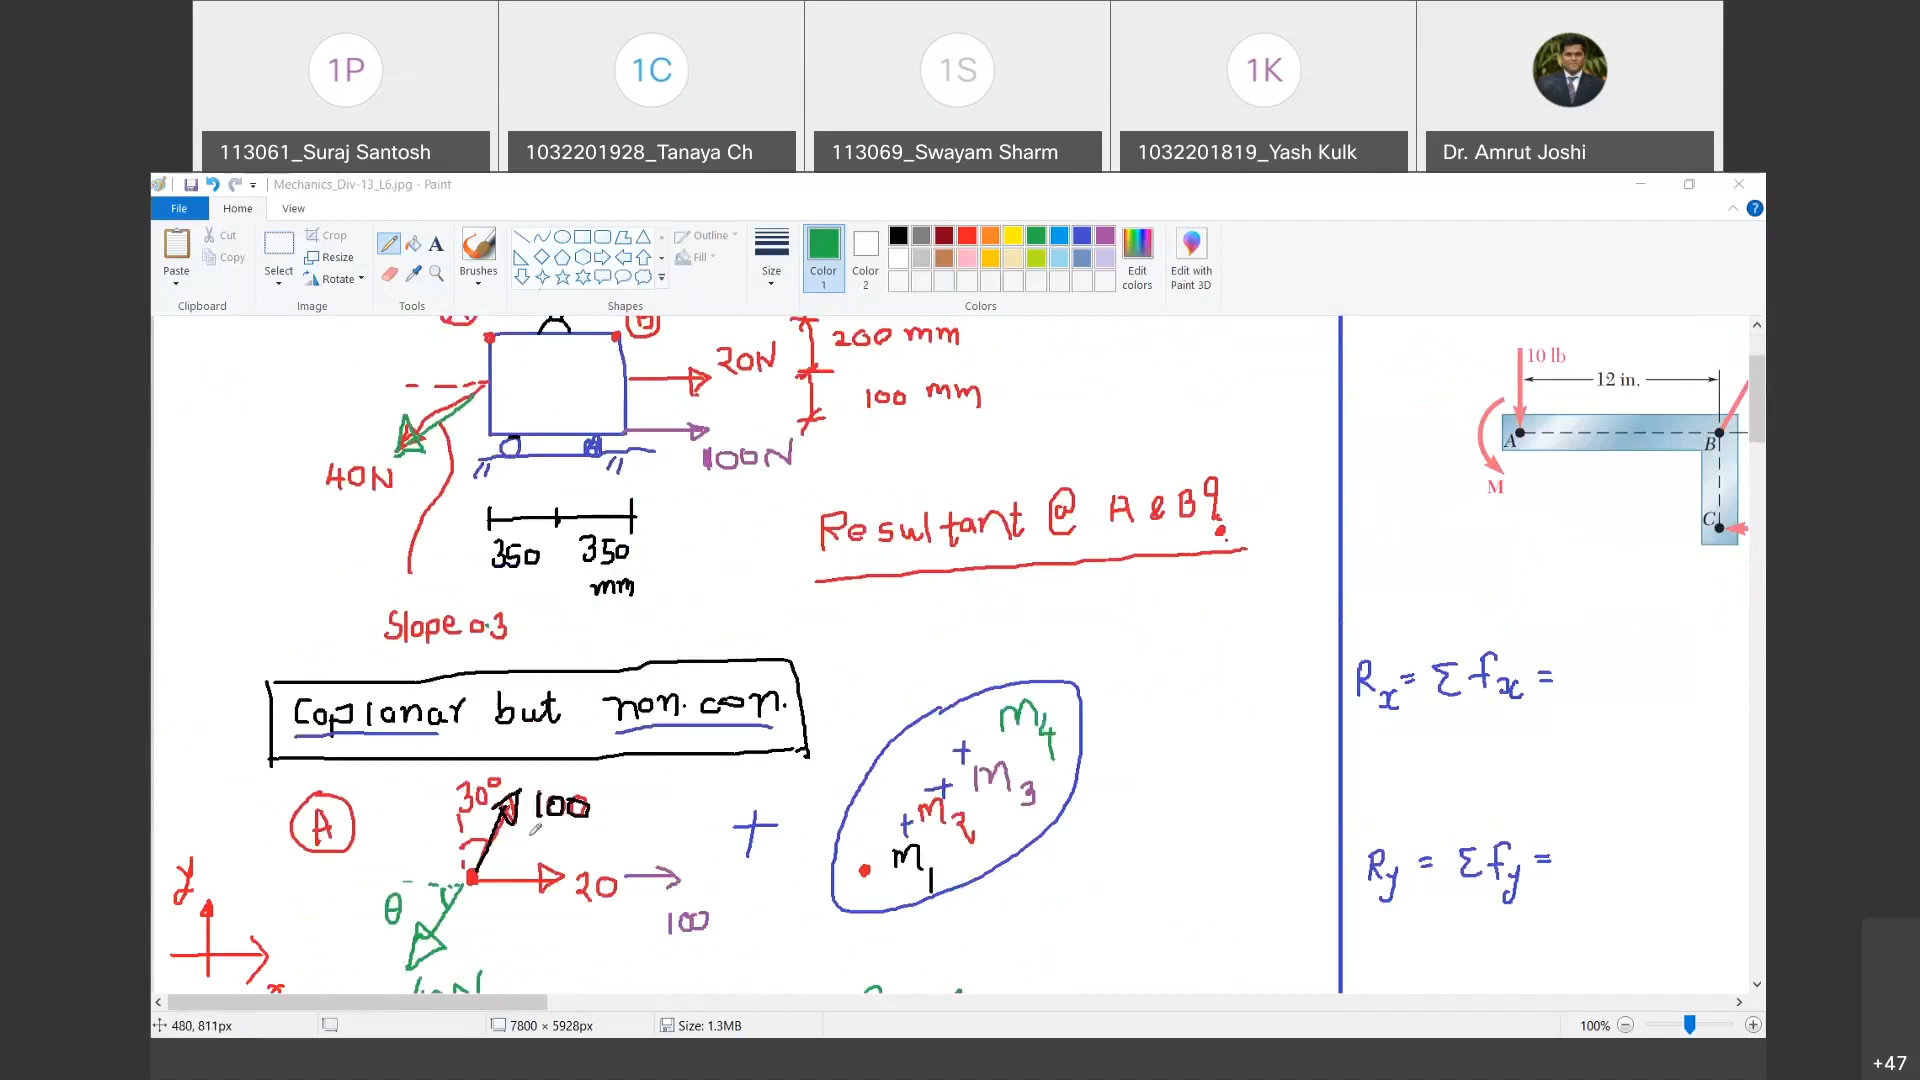 1P
1C
1S
1K
113061_Suraj Santosh
1032201928_Tanaya Ch
113069_Swayam Sharm
1032201819_Yash Kulk
Dr. Amrut Joshi
Mechanics_Div-13_L6.jpg - Paint
File
Home
View
Paste
Cut
Copy
Clipboard
Select
Crop
Resize
Rotate
Image
A
Tools
Brushes
Shapes
Outline
Fill
Size
Color
1
Color
2
Edit
colors
Colors
Edit with
Paint 3D
?
B
20N
200 mm
100 mm
100N
40N
350
350
mm
Slope 0.3
Resultant @ A & B?
10 lb
12 in.
A
B
C
M
Coplanar but non. con.
A
30°
100
20
100
θ
y
+
m1 + m2 + m3 + m4
Rx = Σ fx =
Ry = Σ fy =
480, 811px
7800 × 5928px
Size: 1.3MB
100%
+47